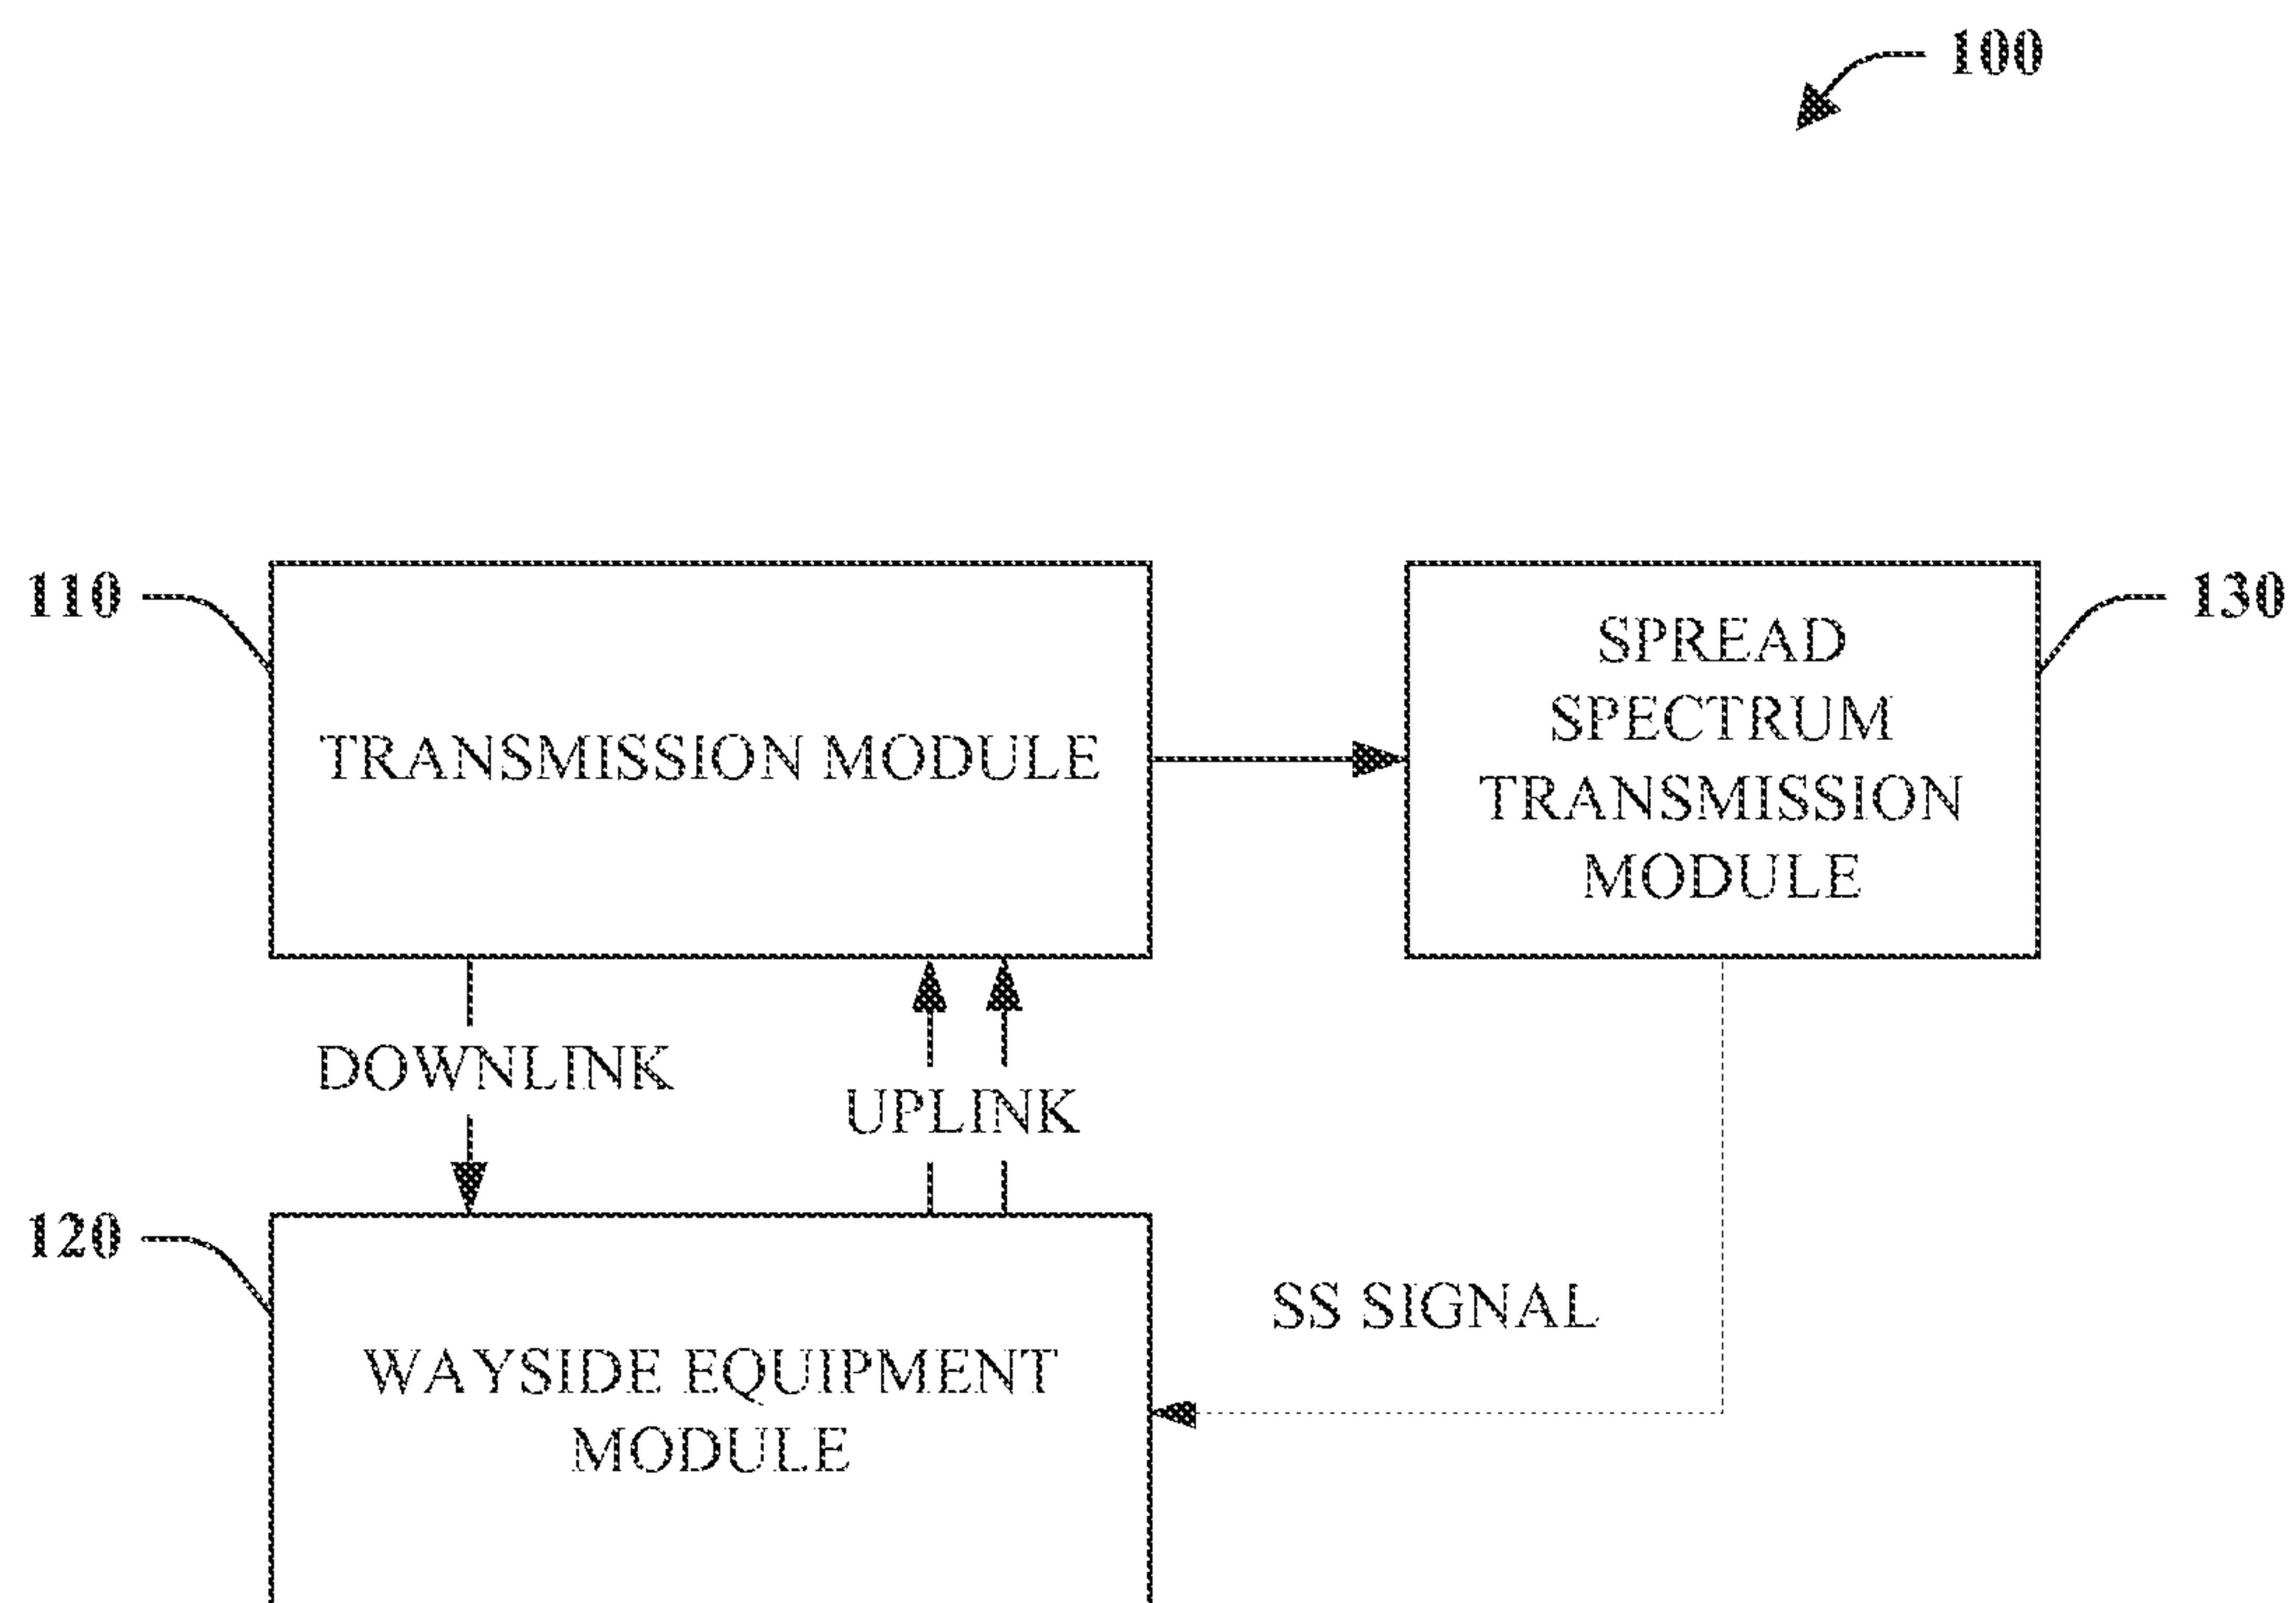 100
110
TRANSMISSION MODULE
SPREAD
SPECTRUM
TRANSMISSION
MODULE
130
DOWNLINK
UPLINK
120
WAYSIDE EQUIPMENT
MODULE
SS SIGNAL